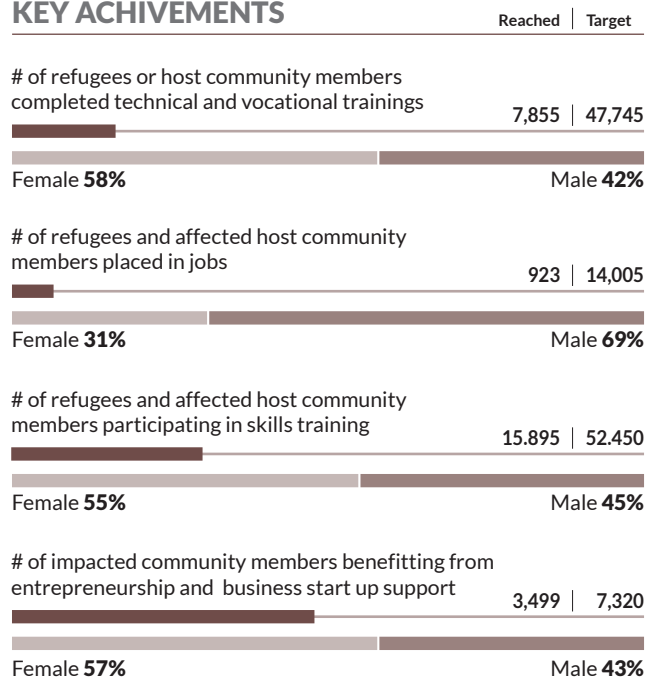 KEY ACHIVEMENTS
Reached | Target
# of refugees or host community members
completed technical and vocational trainings
7,855 | 47,745
Female 58%
Male 42%
# of refugees and affected host community
members placed in jobs
923 | 14,005
Female 31%
Male 69%
# of refugees and affected host community
members participating in skills training
15.895 | 52.450
Female 55%
Male 45%
# of impacted community members benefitting from
entrepreneurship and business start up support
3,499 | 7,320
Female 57%
Male 43%